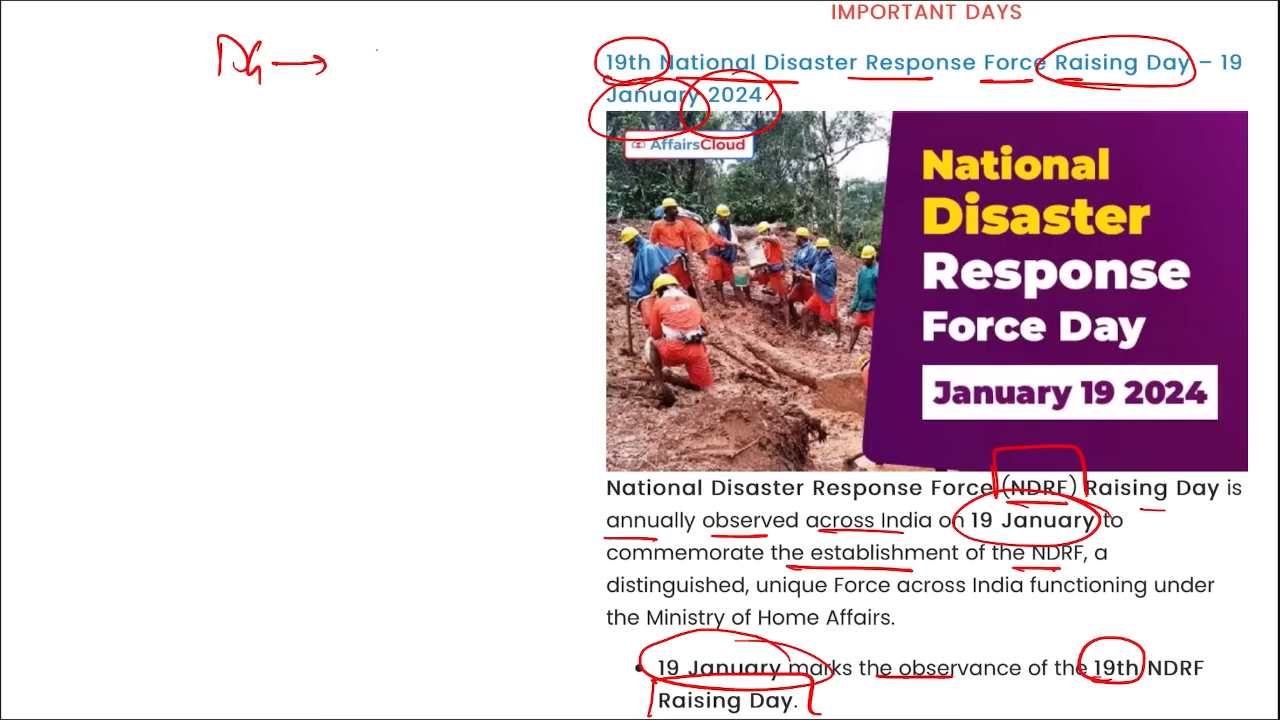 IMPORTANT DAYS
DG →
19th National Disaster Response Force Raising Day – 19
January 2024
AffairsCloud
National
Disaster
Response
Force Day
January 19 2024
National Disaster Response Force (NDRF) Raising Day is
annually observed across India on 19 January to
commemorate the establishment of the NDRF, a
distinguished, unique Force across India functioning under
the Ministry of Home Affairs.
• 19 January marks the observance of the 19th NDRF
Raising Day.